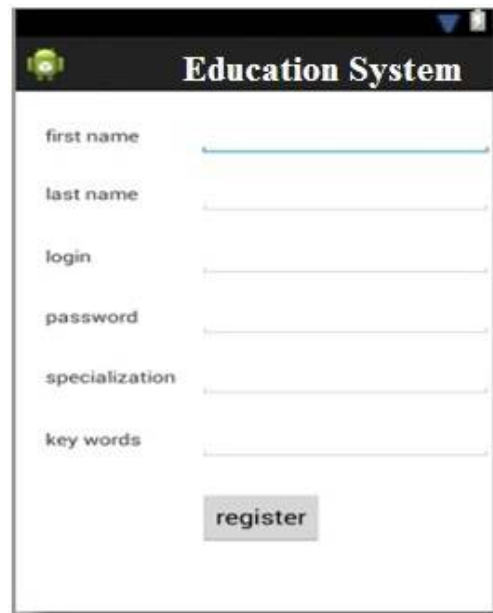 Education System
first name
last name
login
password
specialization
key words
register